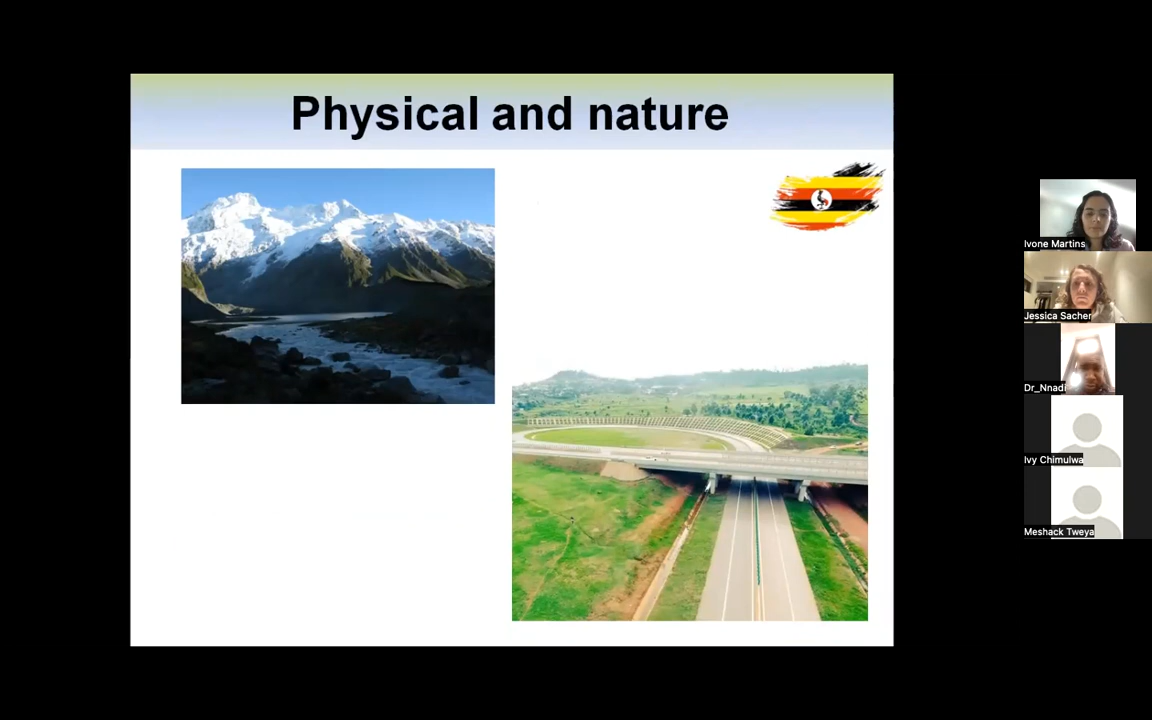 Physical and nature
Ivone Martins
Jessica Sacher
Dr_Nnadi
Ivy Chimulwa
Meshack Tweya